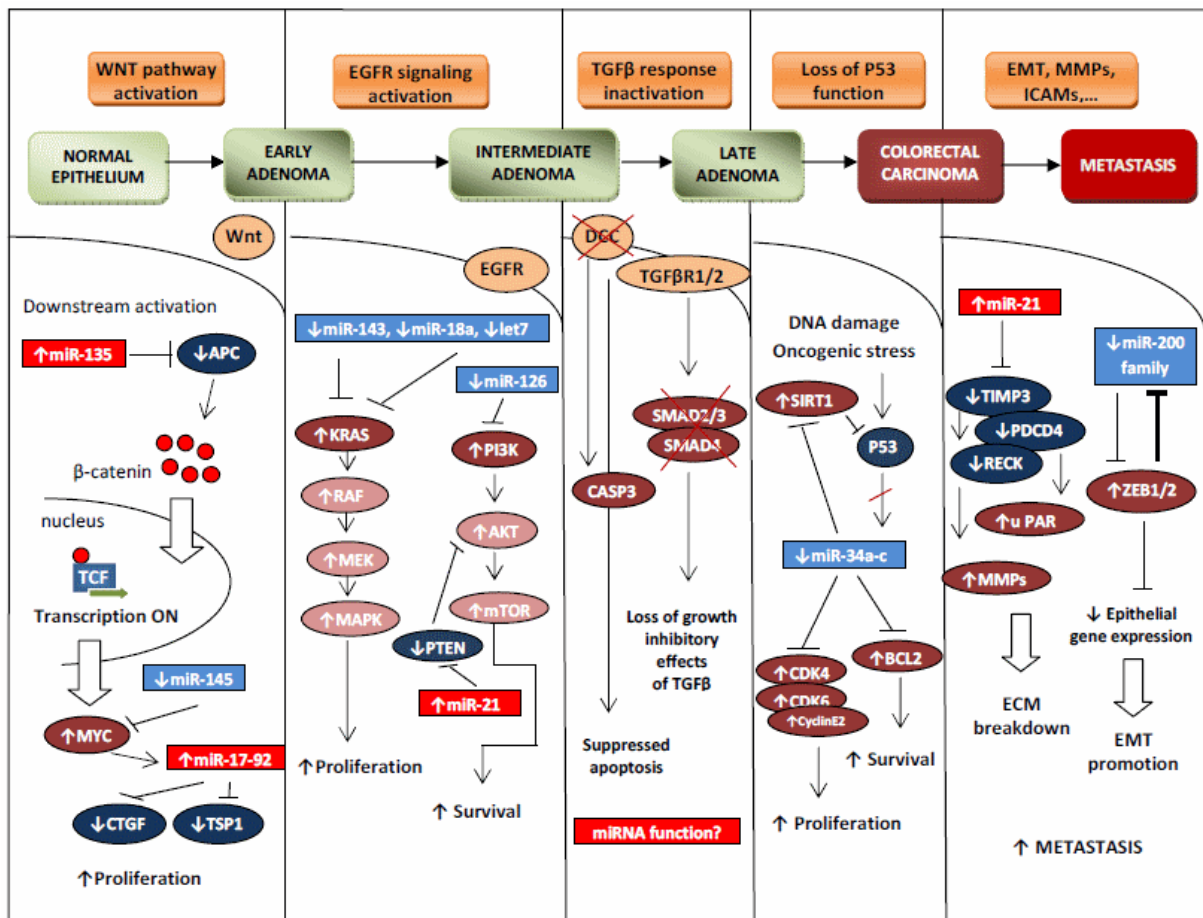 WNT pathway
activation
EGFR signaling
activation
TGFβ response
inactivation
Loss of P53
function
EMT, MMPs,
ICAMs,...
NORMAL
EPITHELIUM
EARLY
ADENOMA
INTERMEDIATE
ADENOMA
LATE
ADENOMA
COLORECTAL
CARCINOMA
METASTASIS
Wnt
Downstream activation
↑miR-135
↓APC
β-catenin
nucleus
TCF
Transcription ON
↓miR-145
↑MYC
↑miR-17-92
↓CTGF
↓TSP1
↑Proliferation
EGFR
↓miR-143, ↓miR-18a, ↓let7
↓miR-126
↑KRAS
↑PI3K
↑RAF
↑AKT
↑MEK
↑mTOR
↑MAPK
↓PTEN
↑miR-21
↑Proliferation
↑ Survival
DCC
TGFβR1/2
SMAD2/3
SMAD4
CASP3
Loss of growth
inhibitory
effects
of TGFβ
Suppressed
apoptosis
miRNA function?
DNA damage
Oncogenic stress
↑SIRT1
P53
↓miR-34a-c
↑CDK4
↑CDK6
↑CyclinE2
↑BCL2
↑ Survival
↑ Proliferation
↑miR-21
↓miR-200
family
↓TIMP3
↓PDCD4
↓RECK
↑ZEB1/2
↑u PAR
↑MMPs
↓ Epithelial
gene expression
ECM
breakdown
EMT
promotion
↑ METASTASIS